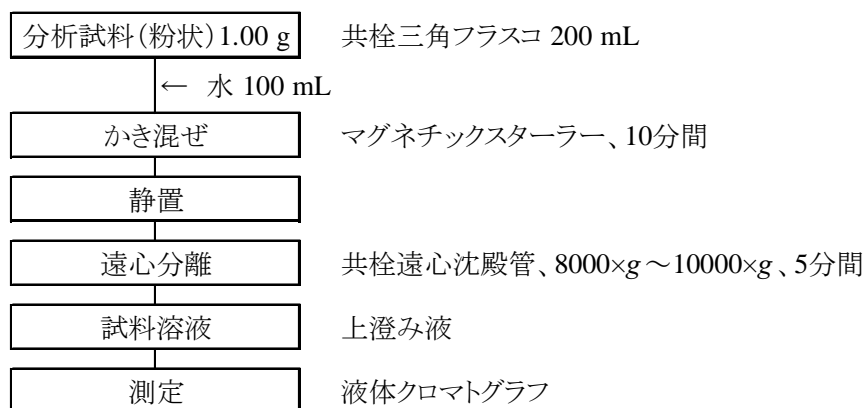 分析試料(粉状)1.00 g 共栓三角フラスコ 200 mL
← 水 100 mL
かき混ぜ マグネチックスターラー、10分間
静置
遠心分離 共栓遠心沈殿管、8000×g~10000×g、5分間
試料溶液 上澄み液
測定 液体クロマトグラフ